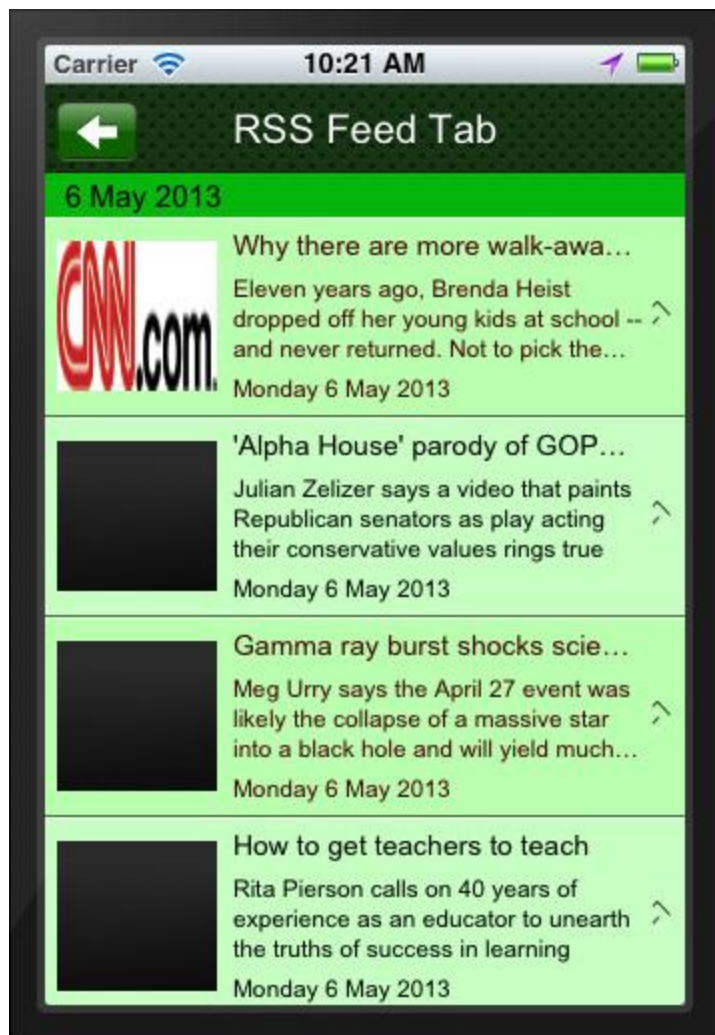 Carrier 10:21 AM
RSS Feed Tab
6 May 2013
CNN.com.
Why there are more walk-awa…
Eleven years ago, Brenda Heist
dropped off her young kids at school --
and never returned. Not to pick the…
Monday 6 May 2013
'Alpha House' parody of GOP…
Julian Zelizer says a video that paints
Republican senators as play acting
their conservative values rings true
Monday 6 May 2013
Gamma ray burst shocks scie…
Meg Urry says the April 27 event was
likely the collapse of a massive star
into a black hole and will yield much…
Monday 6 May 2013
How to get teachers to teach
Rita Pierson calls on 40 years of
experience as an educator to unearth
the truths of success in learning
Monday 6 May 2013